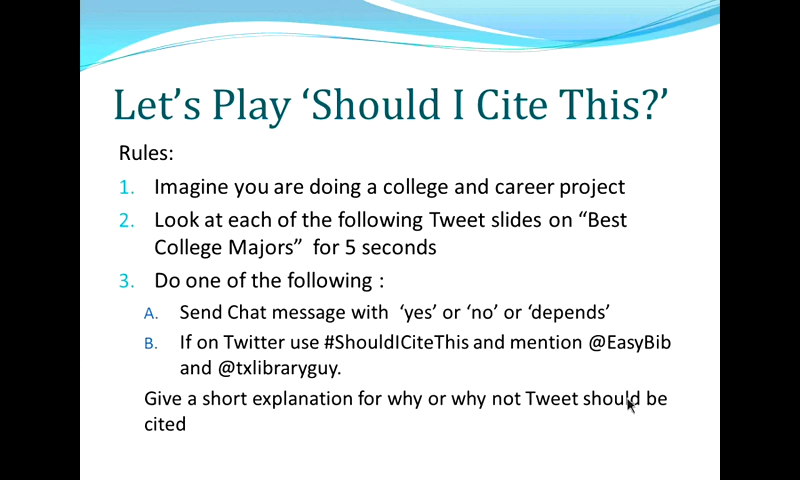 Let's Play ‘Should I Cite This?’
Rules:
1. Imagine you are doing a college and career project
2. Look at each of the following Tweet slides on “Best
College Majors” for 5 seconds
3. Do one of the following :
A. Send Chat message with ‘yes’ or ‘no’ or ‘depends’
B. If on Twitter use #ShouldICiteThis and mention @EasyBib
and @txlibraryguy.
Give a short explanation for why or why not Tweet should be
cited